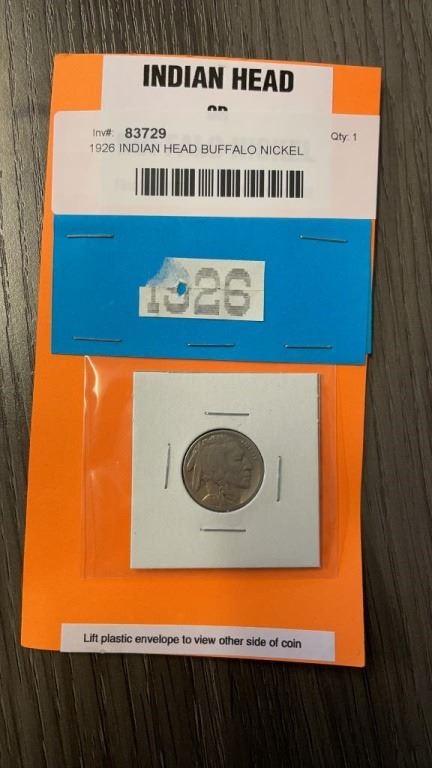 INDIAN HEAD
OR
Inv#: 83729
Qty: 1
1926 INDIAN HEAD BUFFALO NICKEL
1926
Lift plastic envelope to view other side of coin